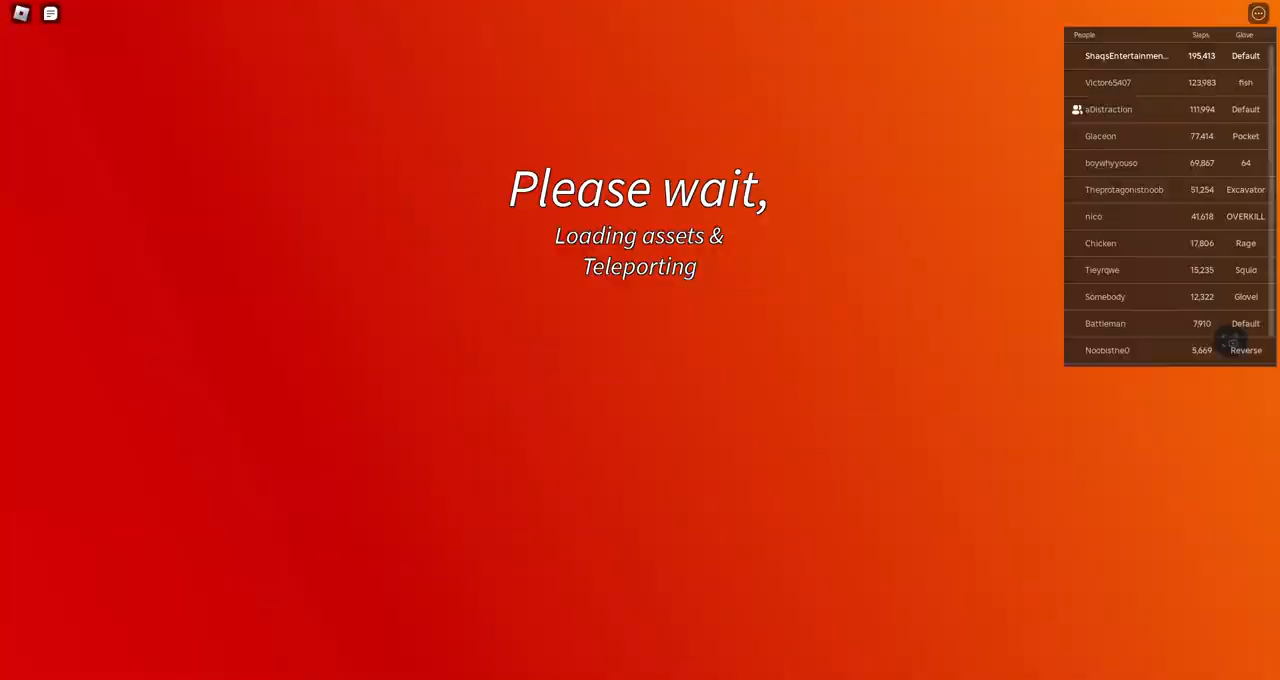 Please wait,
Loading assets &
Teleporting
People Slaps Glove
ShaqsEntertainmen... 195,413 Default
Victor65407 123,983 fish
aDistraction 111,994 Default
Glaceon 77,414 Pocket
boywhyyouso 69,867 64
Theprotagonistnoob 51,254 Excavator
nico 41,618 OVERKILL
Chicken 17,806 Rage
Tieyrqwe 15,235 Squid
Somebody 12,322 Glovel
Battleman 7,910 Default
Noobisthe0 5,669 Reverse